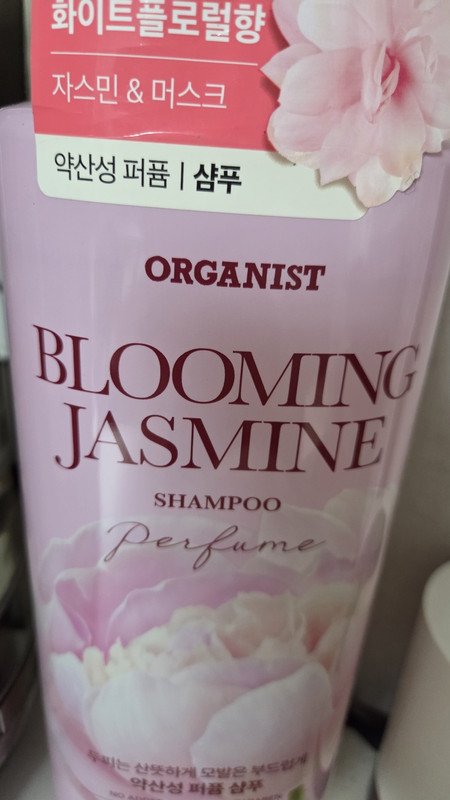 화이트플로럴향
자스민 & 머스크
약산성 퍼퓸 | 샴푸
ORGANIST
BLOOMING
JASMINE
SHAMPOO
Perfume
두피는 산뜻하게 모발은 부드럽게
약산성 퍼퓸 샴푸